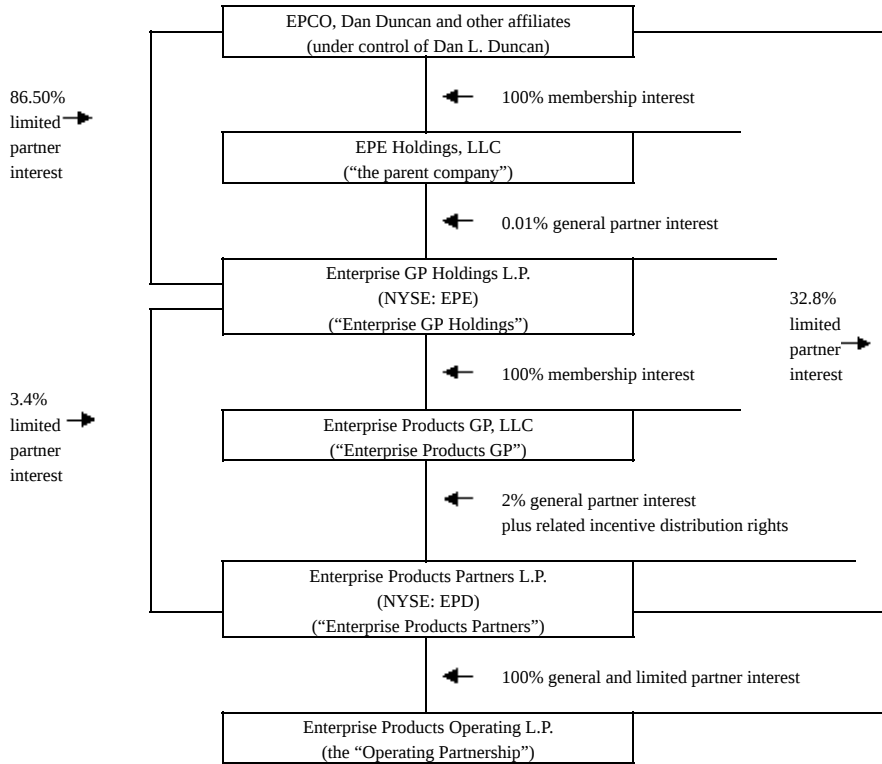 EPCO, Dan Duncan and other affiliates
(under control of Dan L. Duncan)
86.50%
limited
partner
interest
100% membership interest
EPE Holdings, LLC
(“the parent company”)
0.01% general partner interest
Enterprise GP Holdings L.P.
(NYSE: EPE)
(“Enterprise GP Holdings”)
32.8%
limited
partner
interest
100% membership interest
3.4%
limited
partner
interest
Enterprise Products GP, LLC
(“Enterprise Products GP”)
2% general partner interest
plus related incentive distribution rights
Enterprise Products Partners L.P.
(NYSE: EPD)
(“Enterprise Products Partners”)
100% general and limited partner interest
Enterprise Products Operating L.P.
(the “Operating Partnership”)